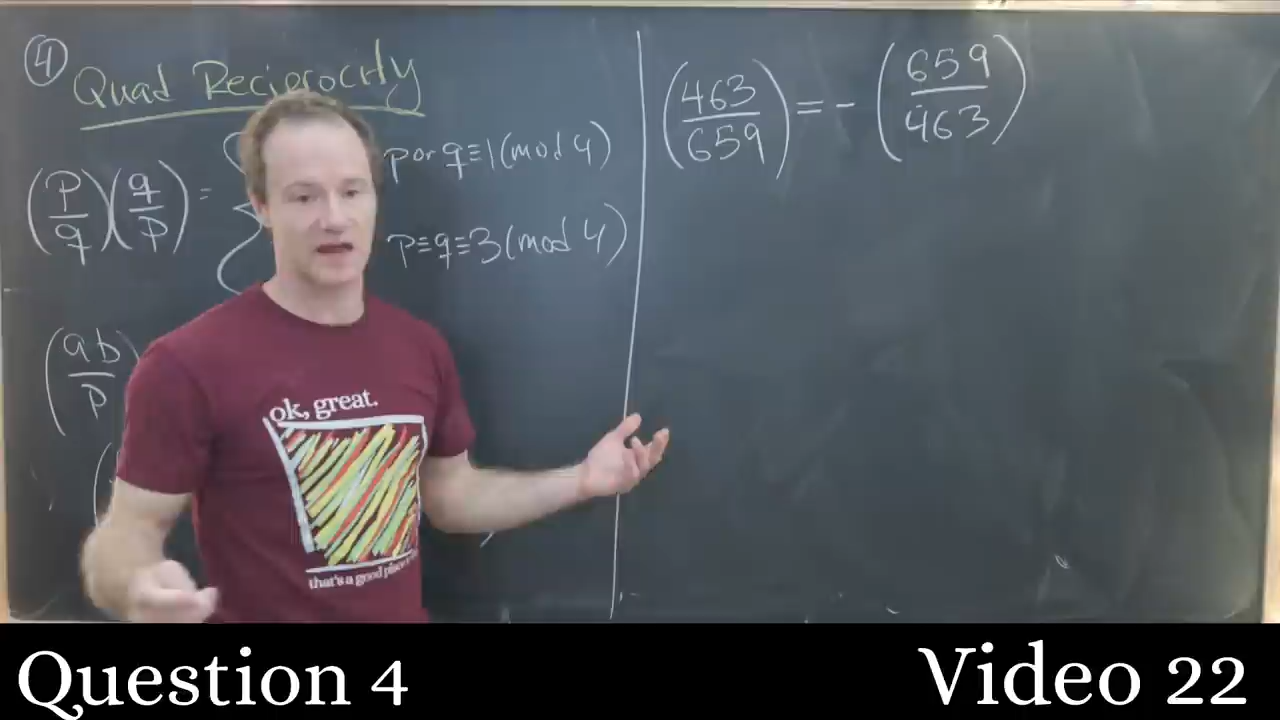 ④ Quad Reciprocity
(p/q)(q/p) = {
p or q ≡ 1 (mod 4)
p ≡ q ≡ 3 (mod 4)
(ab/p)
(463/659) = - (659/463)
ok, great.
that's a good place
Question 4
Video 22